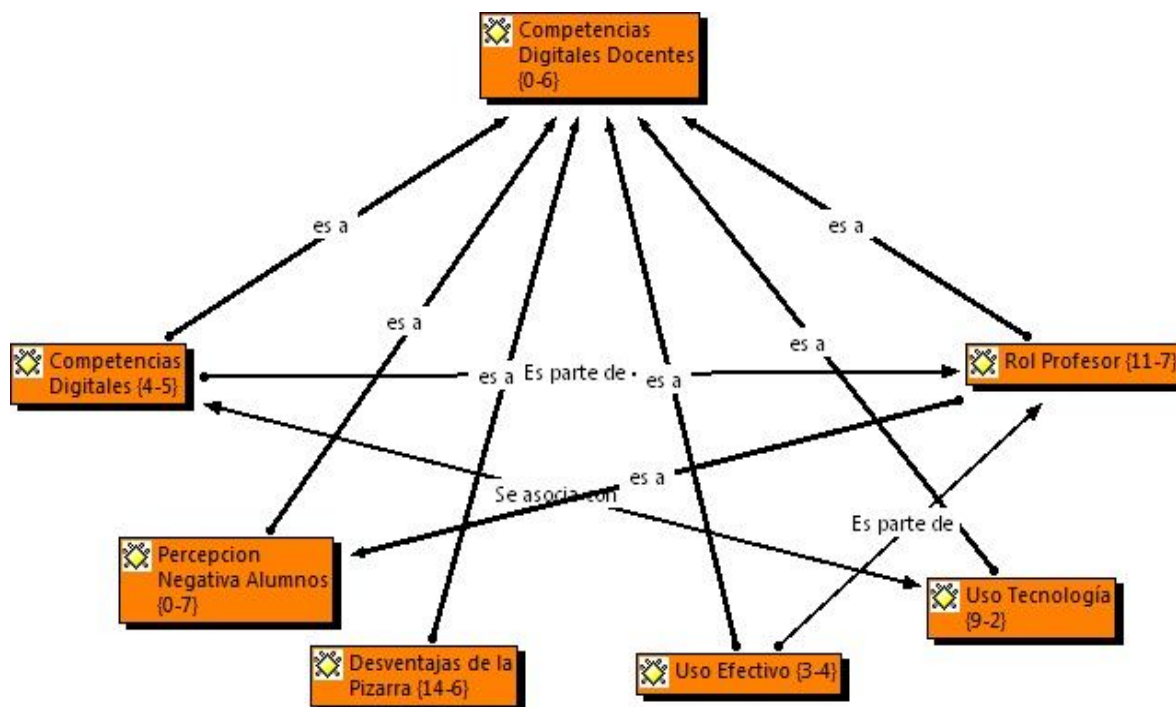 Competencias
Digitales Docentes
{0-6}
es a
es a
es a
es a
Competencias
Digitales {4-5}
es a
Es parte de
es a
Rol Profesor {11-7}
es a
Se asocia con
Es parte de
Percepcion
Negativa Alumnos
{0-7}
Uso Tecnología
{9-2}
Desventajas de la
Pizarra {14-6}
Uso Efectivo {3-4}